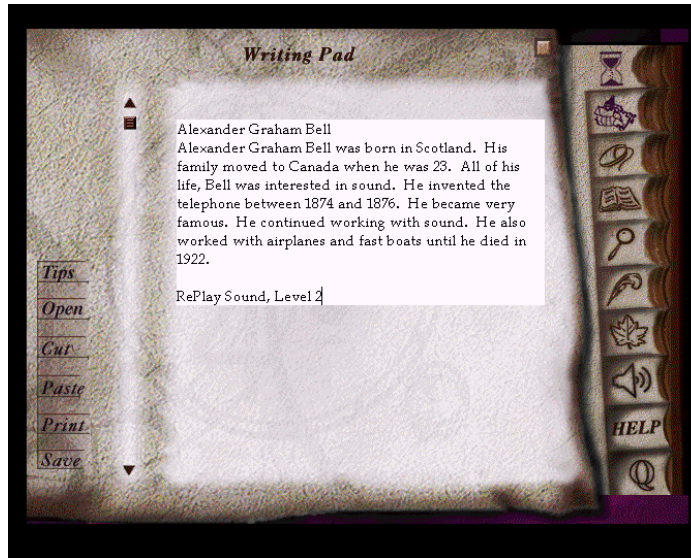 Writing Pad
Alexander Graham Bell
Alexander Graham Bell was born in Scotland.  His
family moved to Canada when he was 23.  All of his
life, Bell was interested in sound.  He invented the
telephone between 1874 and 1876.  He became very
famous.  He continued working with sound.  He also
worked with airplanes and fast boats until he died in
1922.
RePlay Sound, Level 2
Tips
Open
Cut
Paste
Print
Save
HELP
Q